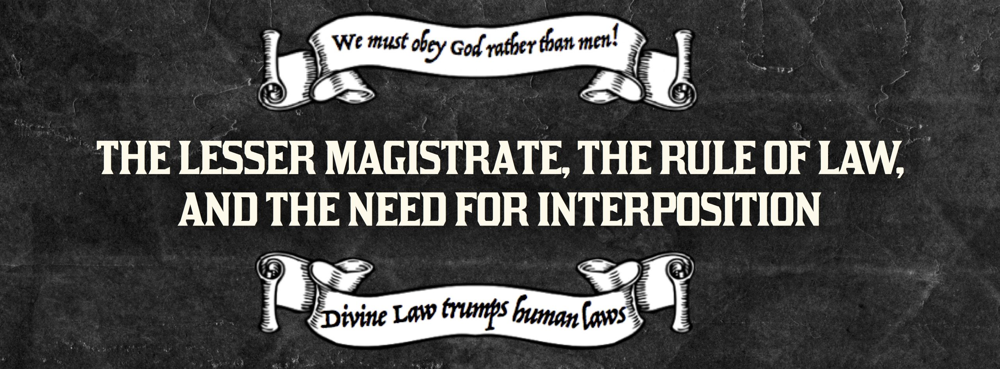 We must obey God rather than men!
THE LESSER MAGISTRATE, THE RULE OF LAW,
AND THE NEED FOR INTERPOSITION
Divine Law trumps human laws